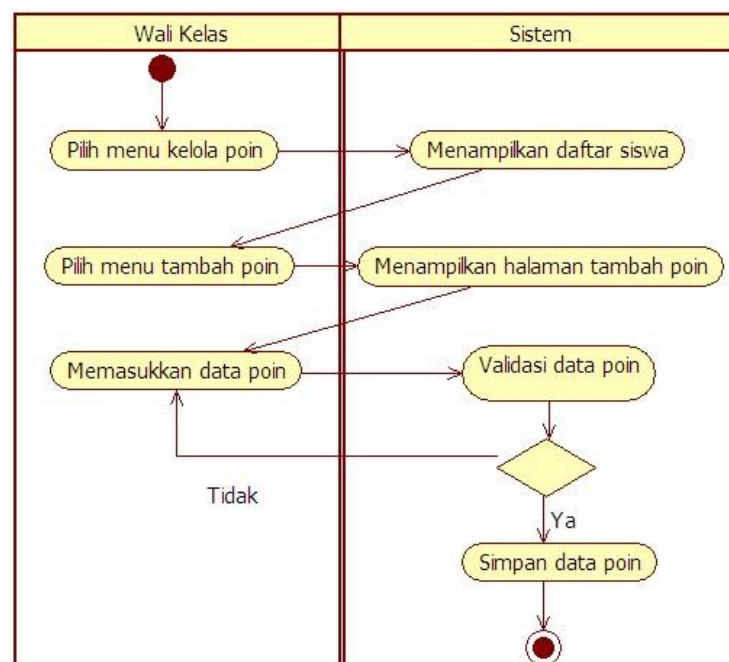 Wali Kelas
Sistem
Pilih menu kelola poin
Menampilkan daftar siswa
Pilih menu tambah poin
Menampilkan halaman tambah poin
Memasukkan data poin
Validasi data poin
Tidak
Ya
Simpan data poin